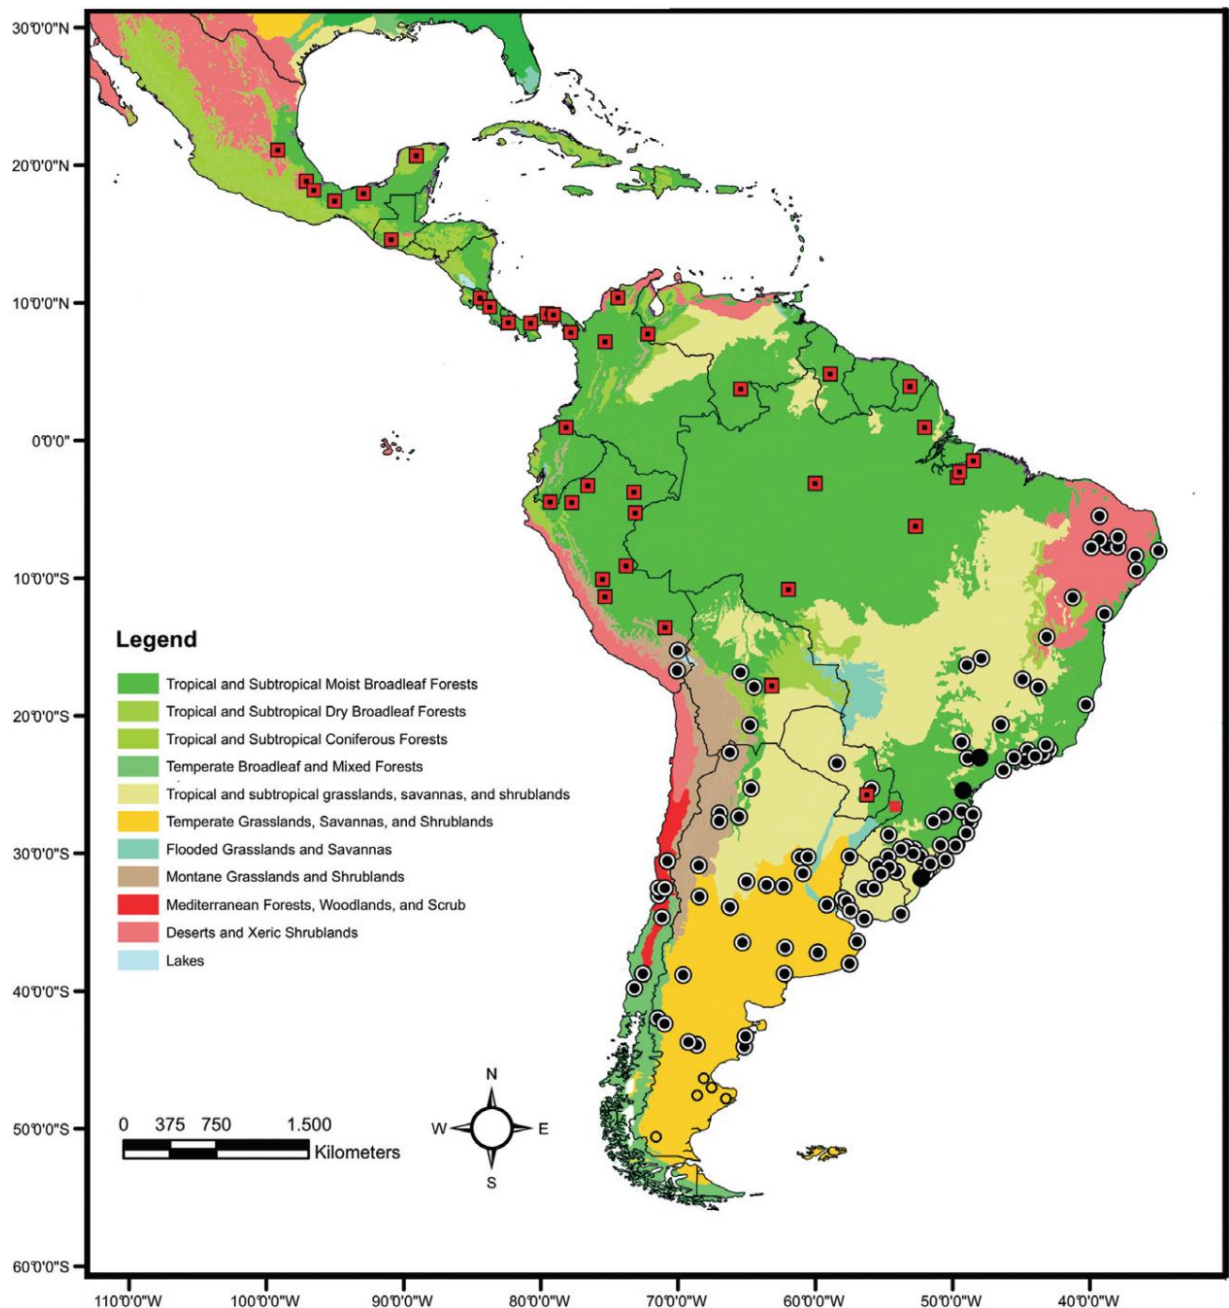 30°0'0"N
20°0'0"N
10°0'0"N
0°0'0"
10°0'0"S
20°0'0"S
30°0'0"S
40°0'0"S
50°0'0"S
60°0'0"S
Legend
Tropical and Subtropical Moist Broadleaf Forests
Tropical and Subtropical Dry Broadleaf Forests
Tropical and Subtropical Coniferous Forests
Temperate Broadleaf and Mixed Forests
Tropical and subtropical grasslands, savannas, and shrublands
Temperate Grasslands, Savannas, and Shrublands
Flooded Grasslands and Savannas
Montane Grasslands and Shrublands
Mediterranean Forests, Woodlands, and Scrub
Deserts and Xeric Shrublands
Lakes
N
W E
S
0 375 750 1.500
Kilometers
110°0'0"W 100°0'0"W 90°0'0"W 80°0'0"W 70°0'0"W 60°0'0"W 50°0'0"W 40°0'0"W